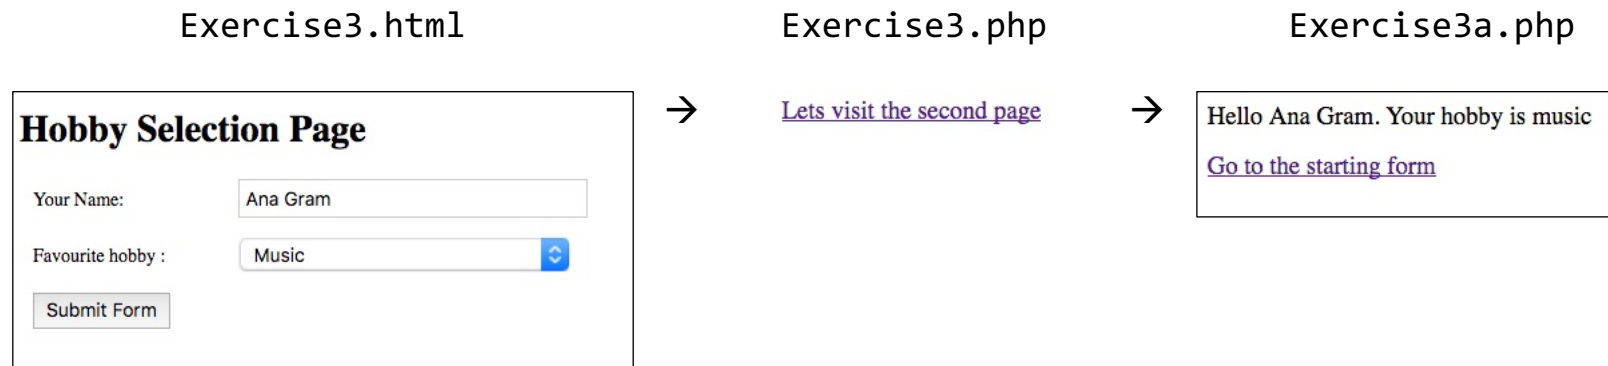 Exercise3.html
Exercise3.php
Exercise3a.php
Hobby Selection Page
Your Name:
Ana Gram
Favourite hobby :
Music
Submit Form
→
Lets visit the second page
→
Hello Ana Gram. Your hobby is music
Go to the starting form